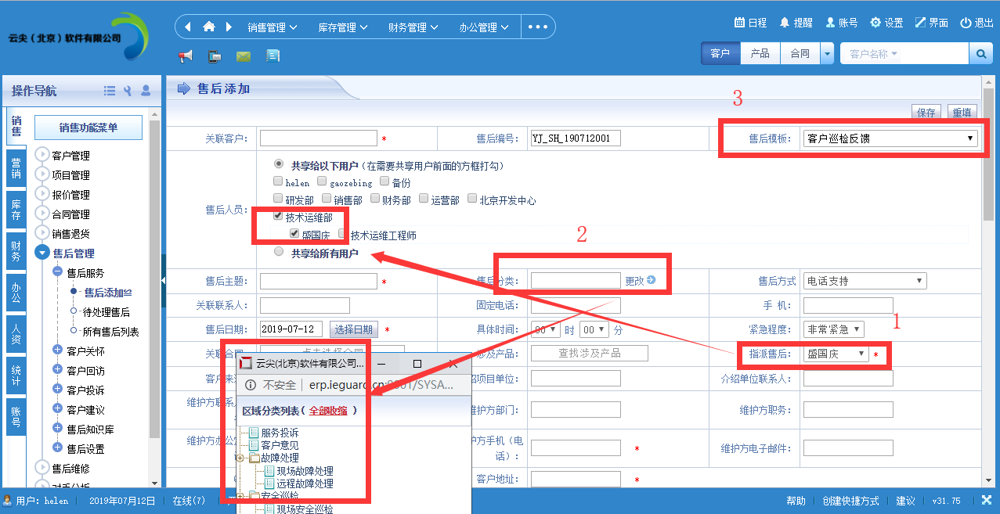 云尖（北京）软件有限公司
销售管理 库存管理 财务管理 办公管理
日程 提醒 账号 设置 界面 退出
客户 产品 合同 客户名称
操作导航
销售功能菜单
销售
营销
库存
财务
办公
人资
统计
账号
客户管理
项目管理
报价管理
合同管理
销售退货
售后管理
售后服务
售后添加
待处理售后
所有售后列表
客户关怀
客户回访
客户投诉
客户建议
售后知识库
售后设置
售后维修
售后添加
3
保存 重填
关联客户： * 售后编号： YJ_SH_190712001 售后模板： 客户巡检反馈
售后人员：
共享给以下用户（在需要共享用户前面的方框打勾）
helen gaozebing 备份
研发部 销售部 财务部 运营部 北京开发中心
技术运维部
盛国庆 技术运维工程师
共享给所有用户
2
售后主题： * 售后分类： 更改 售后方式 电话支持
关联联系人： 固定电话： 手 机：
1
售后日期： 2019-07-12 选择日期 * 具体时间： 00 时 00 分 紧急程度： 非常紧急
关联合同 点击选择合同 涉及产品： 查找涉及产品 指派售后： 盛国庆 *
客户来 项目单位： 介绍单位联系人：
维护方联系人 维护方部门： 维护方职务：
维护方办公 方手机（电话）： * 维护方电子邮件：
客户地址： *
云尖(北京)软件有限公司...
不安全 erp.ieguard.cn:8081/SYSA...
区域分类列表( 全部收缩 )
服务投诉
客户意见
故障处理
现场故障处理
远程故障处理
安全巡检
现场安全巡检
用户：helen 2019年07月12日 在线(7) 帮助 创建快捷方式 建议 v31.75